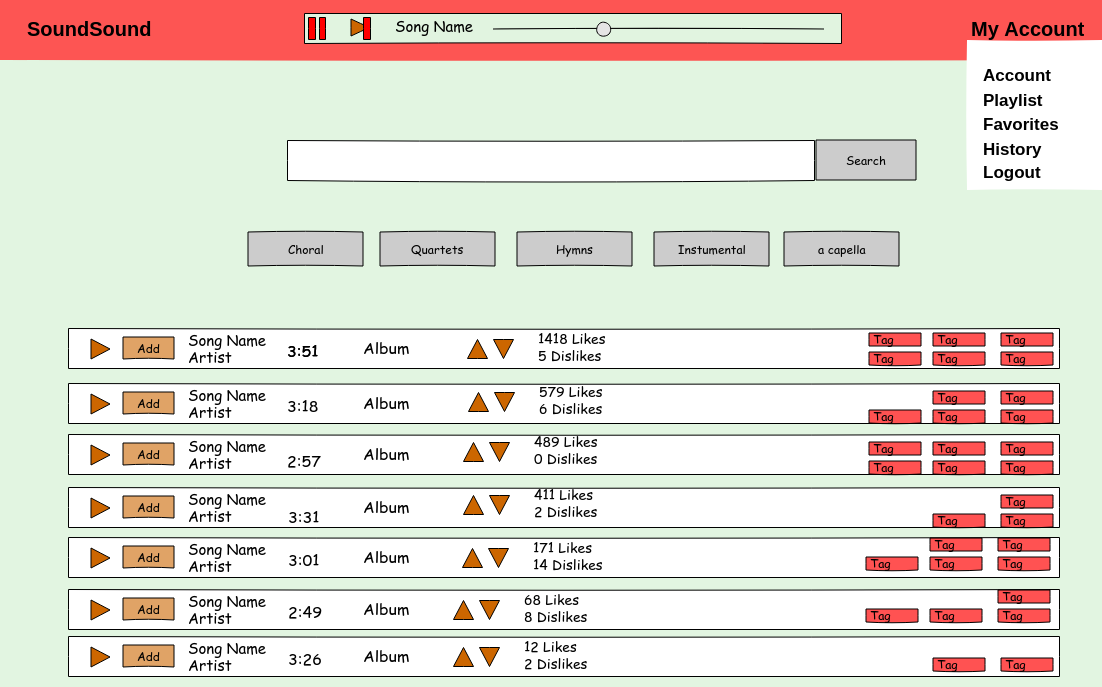 SoundSound
Song Name
My Account
Account
Playlist
Favorites
History
Logout
Search
Choral
Quartets
Hymns
Instumental
a capella
Add
Song Name
Artist
3:51
Album
1418 Likes
5 Dislikes
Tag Tag Tag
Tag Tag Tag
Add
Song Name
Artist
3:18
Album
579 Likes
6 Dislikes
Tag Tag
Tag Tag Tag
Add
Song Name
Artist
2:57
Album
489 Likes
0 Dislikes
Tag Tag Tag
Tag Tag Tag
Add
Song Name
Artist
3:31
Album
411 Likes
2 Dislikes
Tag
Tag Tag
Add
Song Name
Artist
3:01
Album
171 Likes
14 Dislikes
Tag Tag
Tag Tag Tag
Add
Song Name
Artist
2:49
Album
68 Likes
8 Dislikes
Tag
Tag Tag Tag
Add
Song Name
Artist
3:26
Album
12 Likes
2 Dislikes
Tag Tag